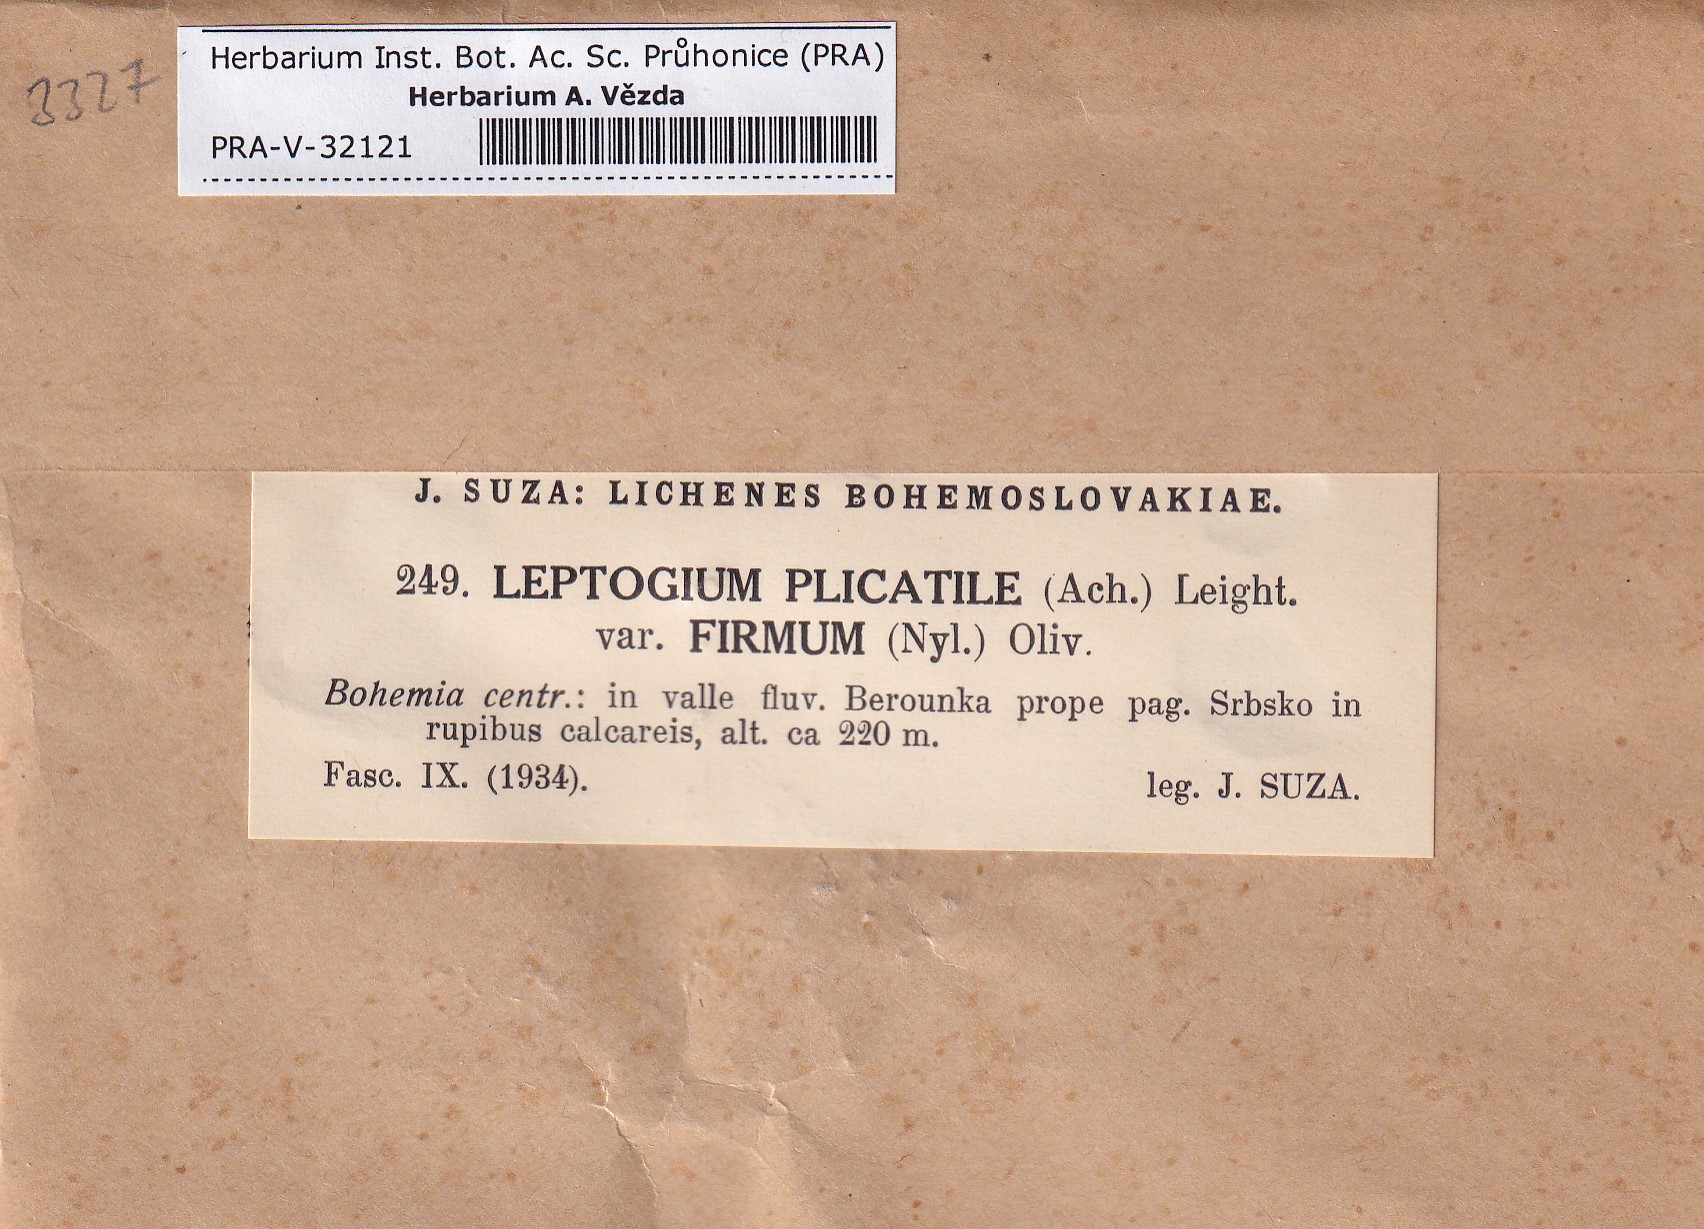 3327
Herbarium Inst. Bot. Ac. Sc. Průhonice (PRA)
Herbarium A. Vězda
PRA-V-32121
J. SUZA: LICHENES BOHEMOSLOVAKIAE.
249. LEPTOGIUM PLICATILE (Ach.) Leight.
var. FIRMUM (Nyl.) Oliv.
Bohemia centr.: in valle fluv. Berounka prope pag. Srbsko in
rupibus calcareis, alt. ca 220 m.
Fasc. IX. (1934). leg. J. SUZA.